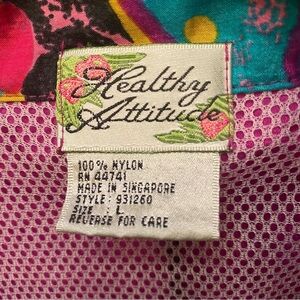 Healthy
Attitude
100% NYLON
RN 44741
MADE IN SINGAPORE
STYLE: 931260
SIZE L
REVERSE FOR CARE